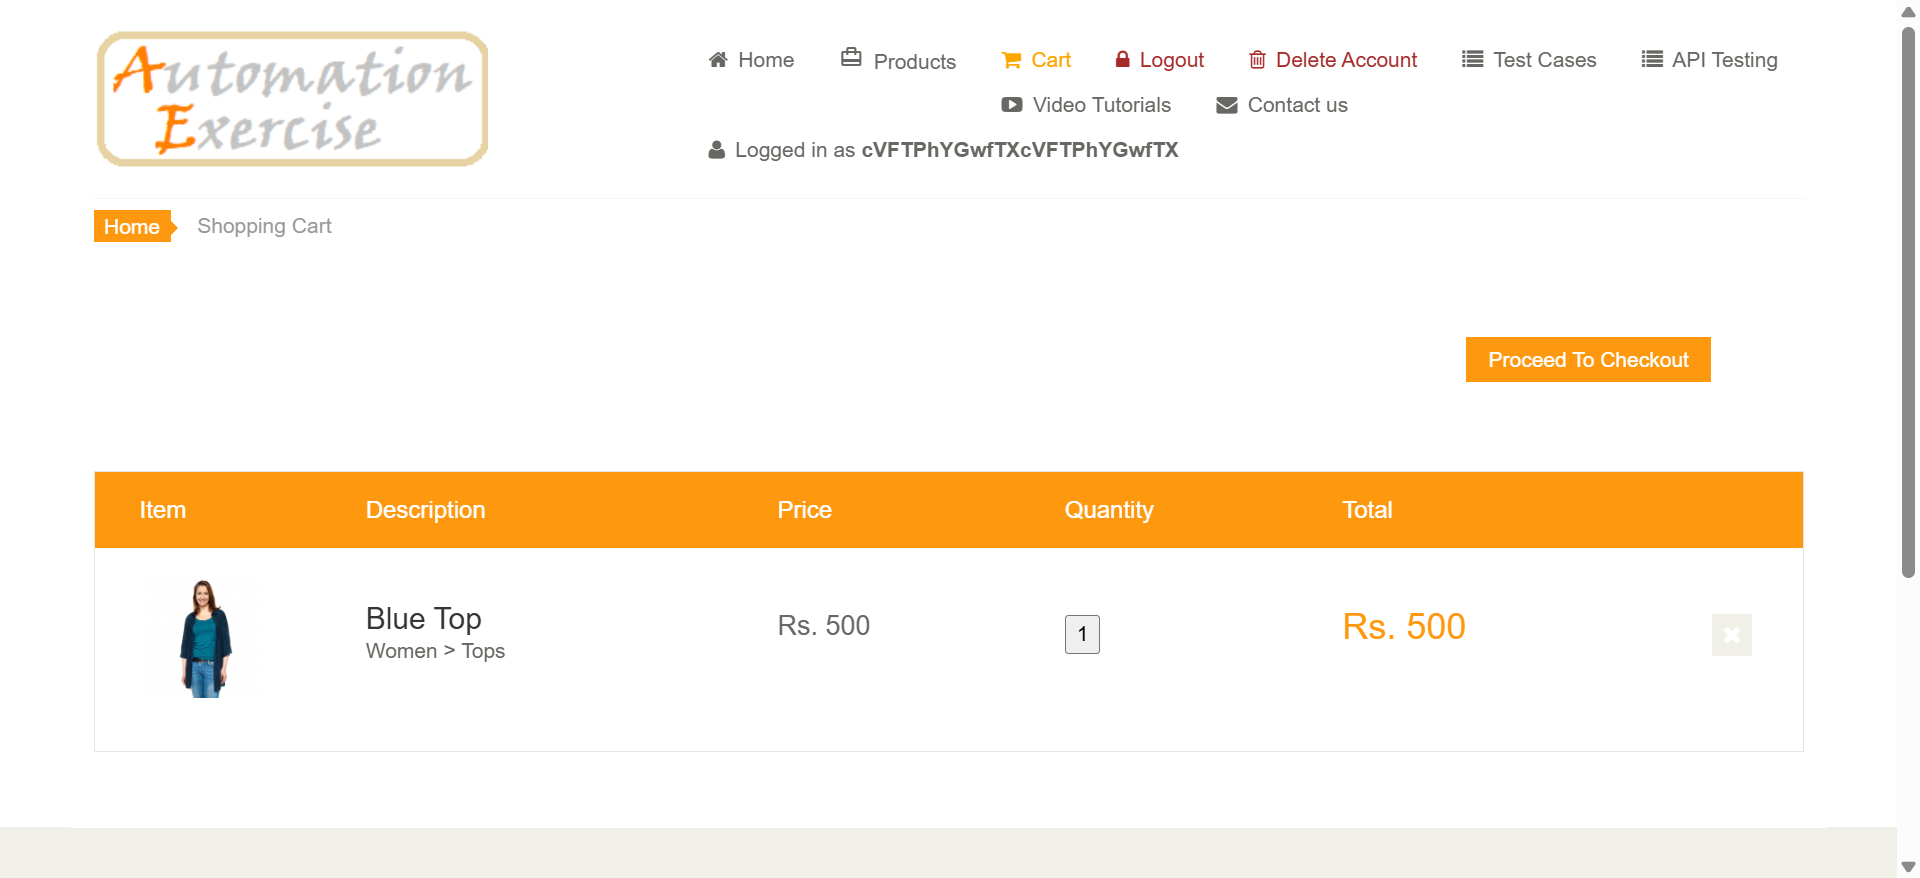 Automation
Exercise
Home
Products
Cart
Logout
Delete Account
Test Cases
API Testing
Video Tutorials
Contact us
Logged in as cVFTPhYGwfTXcVFTPhYGwfTX
Home
Shopping Cart
Proceed To Checkout
Item Description Price Quantity Total
Blue Top
Women > Tops
Rs. 500
1
Rs. 500